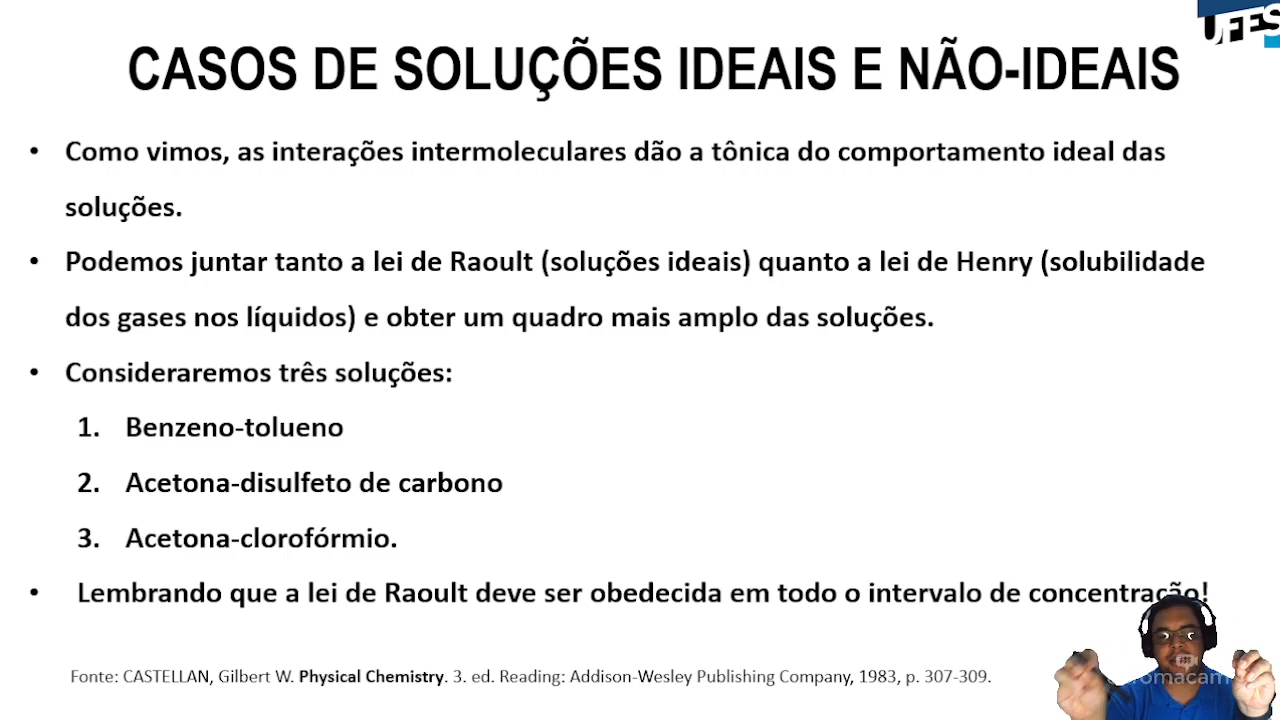 UFES
CASOS DE SOLUÇÕES IDEAIS E NÃO-IDEAIS
• Como vimos, as interações intermoleculares dão a tônica do comportamento ideal das
soluções.
• Podemos juntar tanto a lei de Raoult (soluções ideais) quanto a lei de Henry (solubilidade
dos gases nos líquidos) e obter um quadro mais amplo das soluções.
• Consideraremos três soluções:
1. Benzeno-tolueno
2. Acetona-disulfeto de carbono
3. Acetona-clorofórmio.
• Lembrando que a lei de Raoult deve ser obedecida em todo o intervalo de concentração!
Fonte: CASTELLAN, Gilbert W. Physical Chemistry. 3. ed. Reading: Addison-Wesley Publishing Company, 1983, p. 307-309.